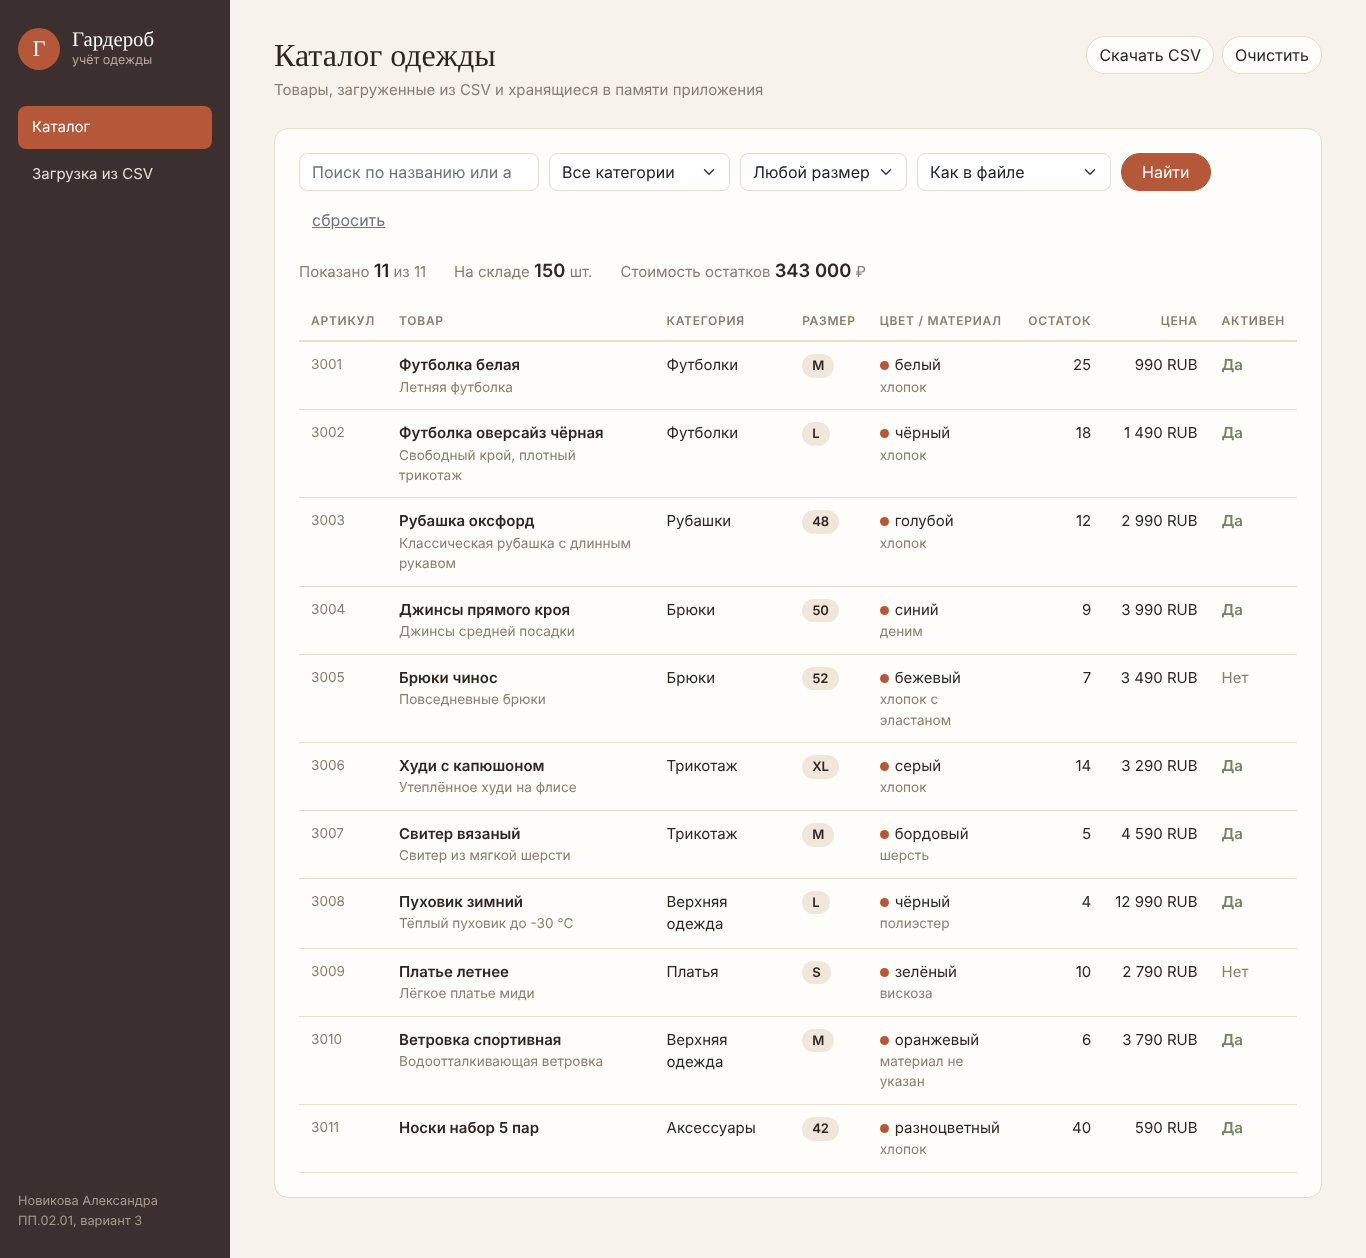 Г
Гардероб
учёт одежды
Каталог
Загрузка из CSV
Новикова Александра
ПП.02.01, вариант 3
Каталог одежды
Товары, загруженные из CSV и хранящиеся в памяти приложения
Скачать CSV Очистить
Поиск по названию или а Все категории Любой размер Как в файле Найти
сбросить
Показано 11 из 11 На складе 150 шт. Стоимость остатков 343 000 ₽
АРТИКУЛ ТОВАР КАТЕГОРИЯ РАЗМЕР ЦВЕТ / МАТЕРИАЛ ОСТАТОК ЦЕНА АКТИВЕН
3001 Футболка белая Футболки M белый 25 990 RUB Да
Летняя футболка хлопок
3002 Футболка оверсайз чёрная Футболки L чёрный 18 1 490 RUB Да
Свободный крой, плотный хлопок
трикотаж
3003 Рубашка оксфорд Рубашки 48 голубой 12 2 990 RUB Да
Классическая рубашка с длинным хлопок
рукавом
3004 Джинсы прямого кроя Брюки 50 синий 9 3 990 RUB Да
Джинсы средней посадки деним
3005 Брюки чинос Брюки 52 бежевый 7 3 490 RUB Нет
Повседневные брюки хлопок с
эластаном
3006 Худи с капюшоном Трикотаж XL серый 14 3 290 RUB Да
Утеплённое худи на флисе хлопок
3007 Свитер вязаный Трикотаж M бордовый 5 4 590 RUB Да
Свитер из мягкой шерсти шерсть
3008 Пуховик зимний Верхняя L чёрный 4 12 990 RUB Да
Тёплый пуховик до -30 °C одежда полиэстер
3009 Платье летнее Платья S зелёный 10 2 790 RUB Нет
Лёгкое платье миди вискоза
3010 Ветровка спортивная Верхняя M оранжевый 6 3 790 RUB Да
Водоотталкивающая ветровка одежда материал не
указан
3011 Носки набор 5 пар Аксессуары 42 разноцветный 40 590 RUB Да
хлопок